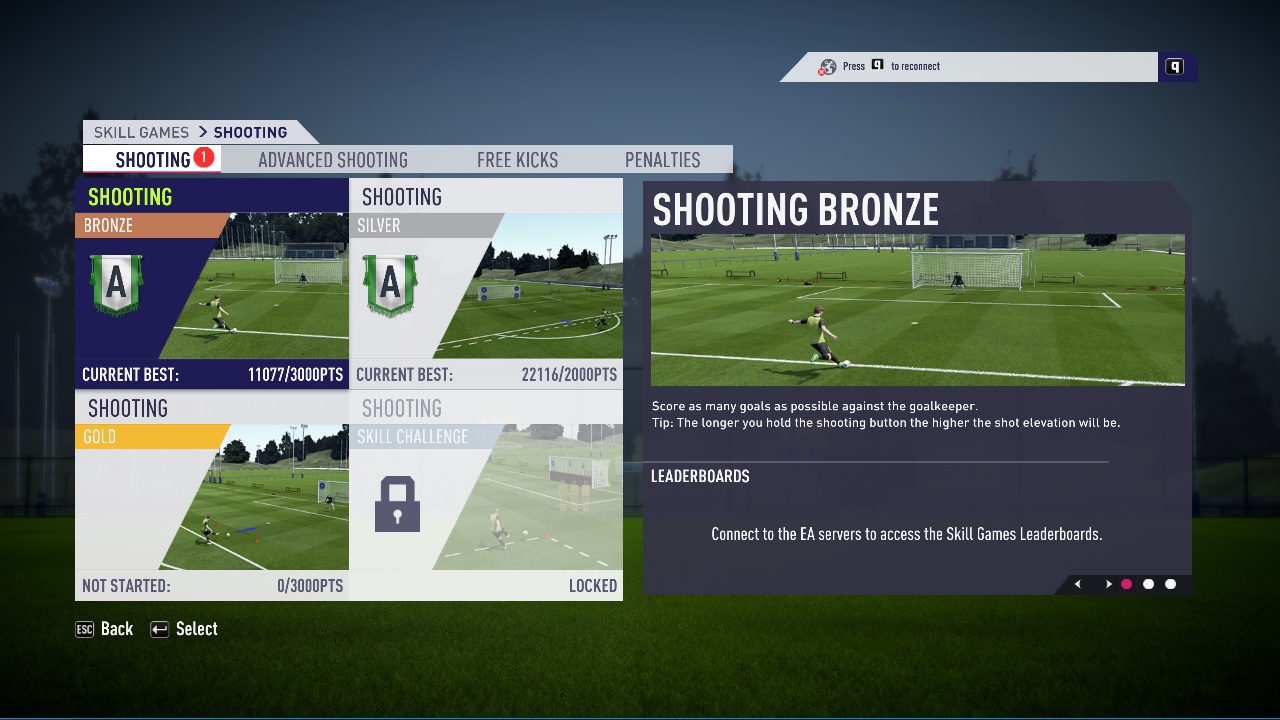 Press q to reconnect q
SKILL GAMES > SHOOTING
SHOOTING 1 ADVANCED SHOOTING FREE KICKS PENALTIES
SHOOTING
BRONZE
A
CURRENT BEST: 11077/3000PTS
SHOOTING
SILVER
A
CURRENT BEST: 22116/2000PTS
SHOOTING
GOLD
NOT STARTED: 0/3000PTS
SHOOTING
SKILL CHALLENGE
LOCKED
SHOOTING BRONZE
Score as many goals as possible against the goalkeeper.
Tip: The longer you hold the shooting button the higher the shot elevation will be.
LEADERBOARDS
Connect to the EA servers to access the Skill Games Leaderboards.
ESC Back Select